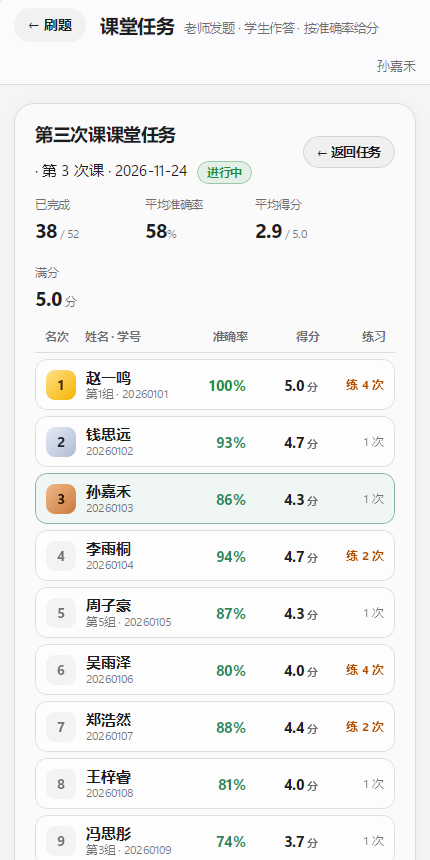 ← 刷题 课堂任务 老师发题 · 学生作答 · 按准确率给分
孙嘉禾
第三次课课堂任务
← 返回任务
· 第 3 次课 · 2026-11-24 进行中
已完成 平均准确率 平均得分
38 / 52 58% 2.9 / 5.0
满分
5.0 分
名次 姓名 · 学号 准确率 得分 练习
1 赵一鸣 100% 5.0 分 练 4 次
第1组 · 20260101
2 钱思远 93% 4.7 分 1 次
20260102
3 孙嘉禾 86% 4.3 分 1 次
20260103
4 李雨桐 94% 4.7 分 练 2 次
20260104
5 周子豪 87% 4.3 分 1 次
第5组 · 20260105
6 吴雨泽 80% 4.0 分 练 4 次
20260106
7 郑浩然 88% 4.4 分 练 2 次
20260107
8 王梓睿 81% 4.0 分 1 次
20260108
9 冯思彤 74% 3.7 分 1 次
第3组 · 20260109